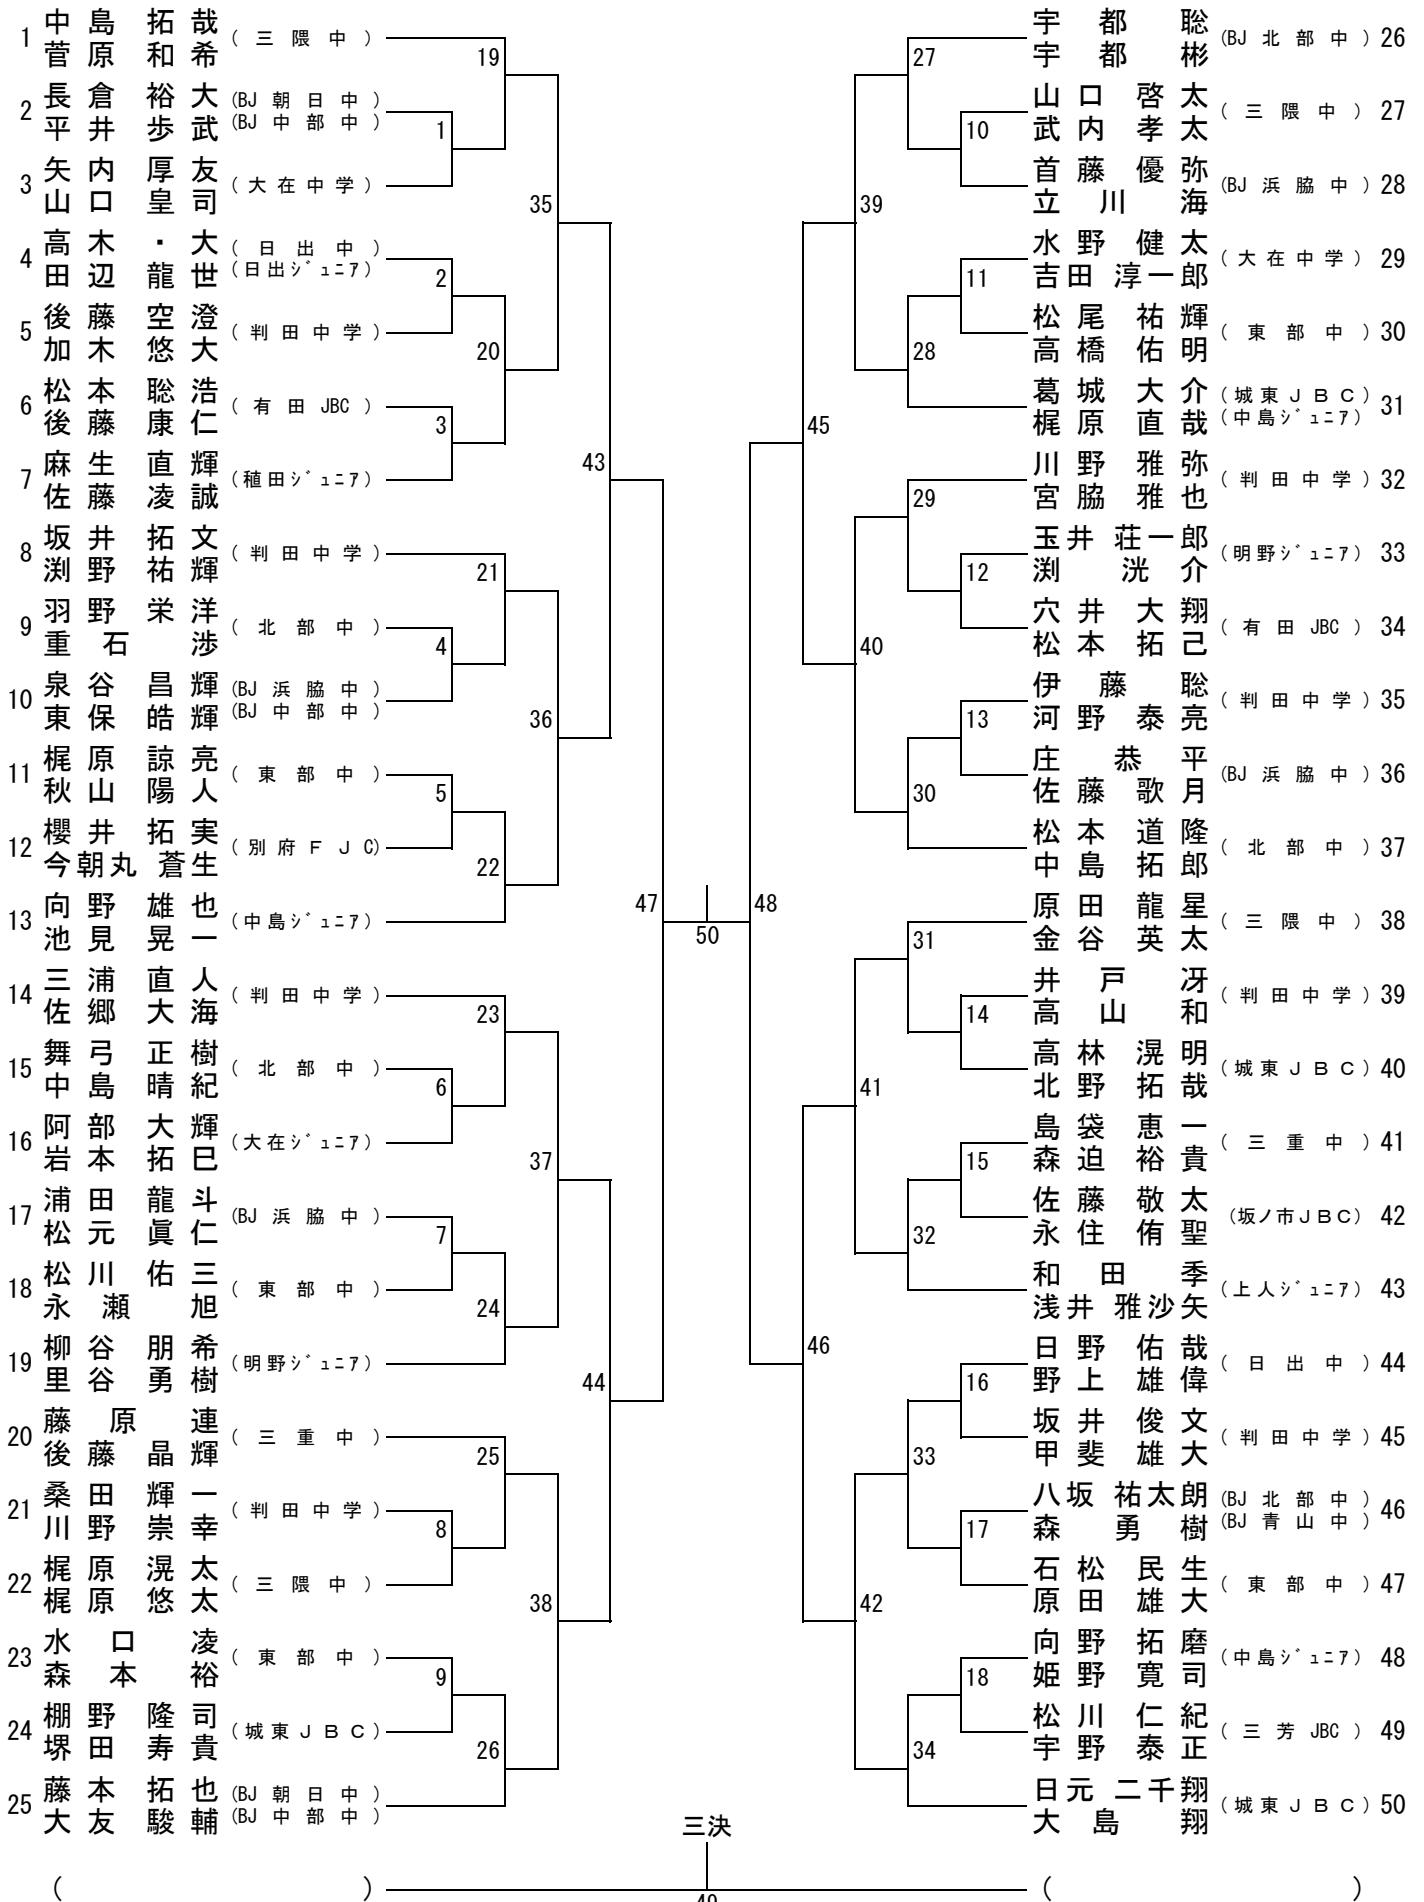 1 中島 拓哉 (三隈中)
菅原 和希
19
2 長倉 裕大 (BJ 朝日中)
平井 歩武 (BJ 中部中)
1
3 矢内 厚友 (大在中学)
山口 皇司
35
4 高木 ・大 (日出中)
田辺 龍世 (日出ｼﾞｭﾆｱ)
2
5 後藤 空澄 (判田中学)
加木 悠大
20
6 松本 聡浩 (有田 JBC)
後藤 康仁
3
7 麻生 直輝 (稙田ｼﾞｭﾆｱ)
佐藤 凌誠
43
8 坂井 拓文 (判田中学)
渕野 祐輝
21
9 羽野 栄洋 (北部中)
重石 渉
4
10 泉谷 昌輝 (BJ 浜脇中)
東保 皓輝 (BJ 中部中)
36
11 梶原 諒亮 (東部中)
秋山 陽人
5
12 櫻井 拓実 (別府ＦＪC)
今朝丸 蒼生
22
13 向野 雄也 (中島ｼﾞｭﾆｱ)
池見 晃一
47
14 三浦 直人 (判田中学)
佐郷 大海
23
15 舞弓 正樹 (北部中)
中島 晴紀
6
16 阿部 大輝 (大在ｼﾞｭﾆｱ)
岩本 拓巳
37
17 浦田 龍斗 (BJ 浜脇中)
松元 眞仁
7
18 松川 佑三 (東部中)
永瀬 旭
24
19 柳谷 朋希 (明野ｼﾞｭﾆｱ)
里谷 勇樹
44
20 藤原 連 (三重中)
後藤 晶輝
25
21 桑田 輝一 (判田中学)
川野 崇幸
8
22 梶原 滉太 (三隈中)
梶原 悠太
38
23 水口 凌 (東部中)
森本 裕
9
24 棚野 隆司 (城東ＪＢＣ)
堺田 寿貴
26
25 藤本 拓也 (BJ 朝日中)
大友 駿輔 (BJ 中部中)
50
宇都 聡 (BJ 北部中) 26
宇都 彬
27
山口 啓太 (三隈中) 27
武内 孝太
10
首藤 優弥 (BJ 浜脇中) 28
立川 海
39
水野 健太 (大在中学) 29
吉田 淳一郎
11
松尾 祐輝 (東部中) 30
高橋 佑明
28
葛城 大介 (城東ＪＢＣ) 31
梶原 直哉 (中島ｼﾞｭﾆｱ)
45
川野 雅弥 (判田中学) 32
宮脇 雅也
29
玉井 荘一郎 (明野ｼﾞｭﾆｱ) 33
渕 洸介
12
穴井 大翔 (有田 JBC) 34
松本 拓己
40
伊藤 聡 (判田中学) 35
河野 泰亮
13
庄 恭平 (BJ 浜脇中) 36
佐藤 歌月
30
松本 道隆 (北部中) 37
中島 拓郎
48
原田 龍星 (三隈中) 38
金谷 英太
31
井戸 冴 (判田中学) 39
高山 和
14
高林 滉明 (城東ＪＢＣ) 40
北野 拓哉
41
島袋 恵一 (三重中) 41
森迫 裕貴
15
佐藤 敬太 (坂ノ市ＪＢＣ) 42
永住 侑聖
32
和田 季 (上人ｼﾞｭﾆｱ) 43
浅井 雅沙矢
46
日野 佑哉 (日出中) 44
野上 雄偉
16
坂井 俊文 (判田中学) 45
甲斐 雄大
33
八坂 祐太朗 (BJ 北部中) 46
森 勇樹 (BJ 青山中)
17
石松 民生 (東部中) 47
原田 雄大
42
向野 拓磨 (中島ｼﾞｭﾆｱ) 48
姫野 寛司
18
松川 仁紀 (三芳 JBC) 49
宇野 泰正
34
日元 二千翔 (城東ＪＢＣ) 50
大島 翔
三決
( ) ( )
49